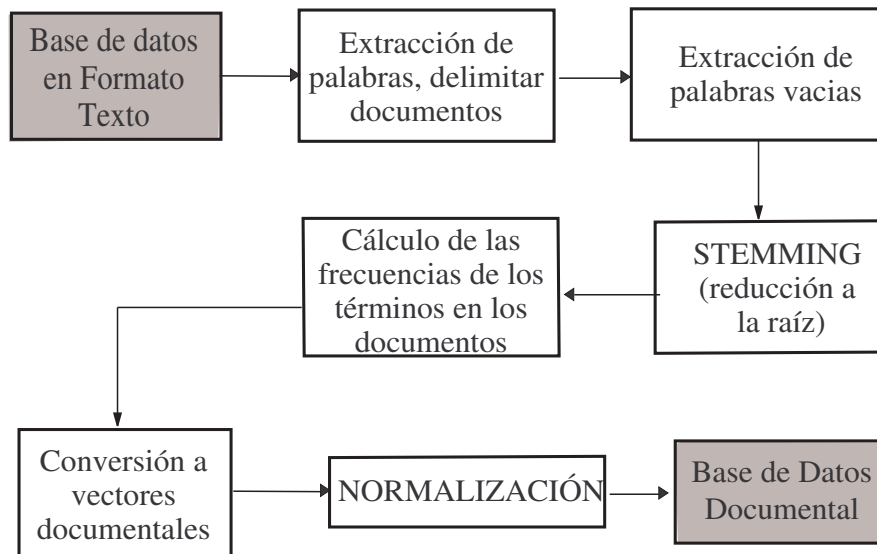 Base de datos
en Formato
Texto
Extracción de
palabras, delimitar
documentos
Extracción de
palabras vacias
STEMMING
(reducción a
la raíz)
Cálculo de las
frecuencias de los
términos en los
documentos
Conversión a
vectores
documentales
NORMALIZACIÓN
Base de Datos
Documental